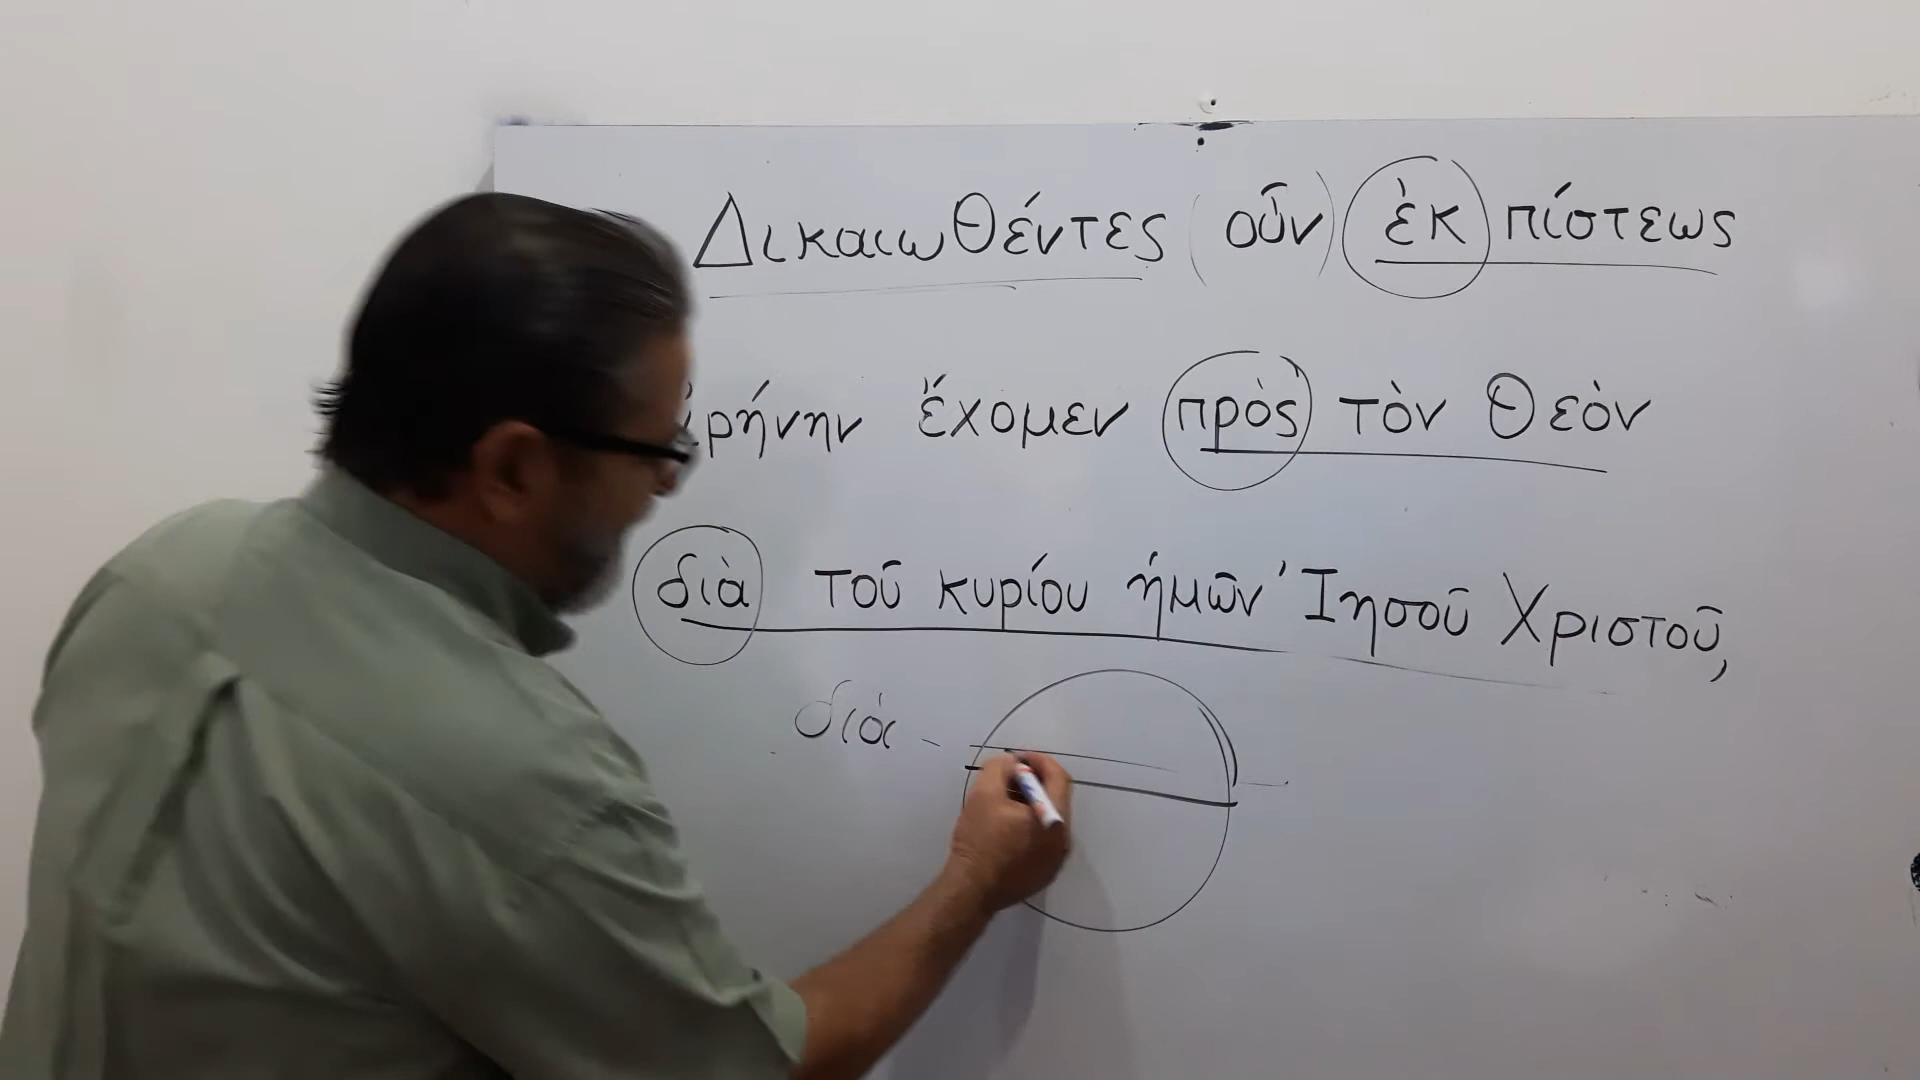 Δικαιωθέντες (οὖν) ἐκ πίστεως
ρήνην ἔχομεν πρὸς τὸν Θεὸν
διὰ τοῦ κυρίου ἡμῶν Ἰησοῦ Χριστοῦ,
διά -